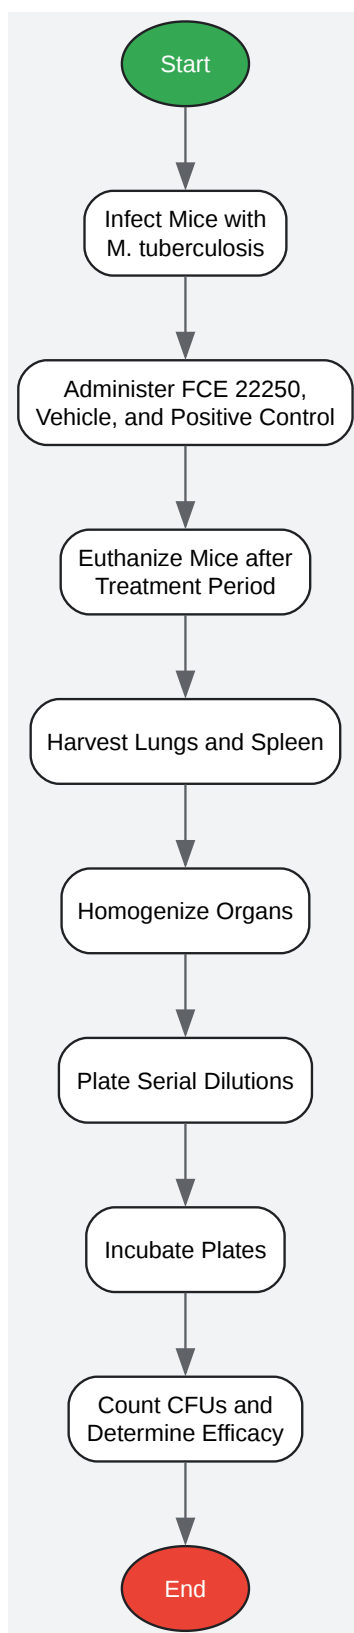 Start
Infect Mice with
M. tuberculosis
Administer FCE 22250,
Vehicle, and Positive Control
Euthanize Mice after
Treatment Period
Harvest Lungs and Spleen
Homogenize Organs
Plate Serial Dilutions
Incubate Plates
Count CFUs and
Determine Efficacy
End